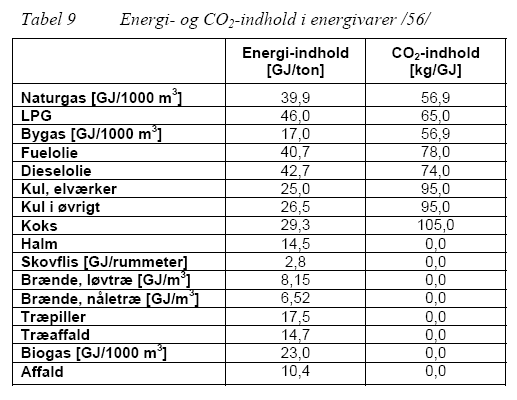 Tabel 9 Energi- og CO₂-indhold i energivarer /56/
Energi-indhold CO₂-indhold
[GJ/ton] [kg/GJ]
Naturgas [GJ/1000 m³] 39,9 56,9
LPG 46,0 65,0
Bygas [GJ/1000 m³] 17,0 56,9
Fuelolie 40,7 78,0
Dieselolie 42,7 74,0
Kul, elværker 25,0 95,0
Kul i øvrigt 26,5 95,0
Koks 29,3 105,0
Halm 14,5 0,0
Skovflis [GJ/rummeter] 2,8 0,0
Brænde, løvtræ [GJ/m³] 8,15 0,0
Brænde, nåletræ [GJ/m³] 6,52 0,0
Træpiller 17,5 0,0
Træaffald 14,7 0,0
Biogas [GJ/1000 m³] 23,0 0,0
Affald 10,4 0,0